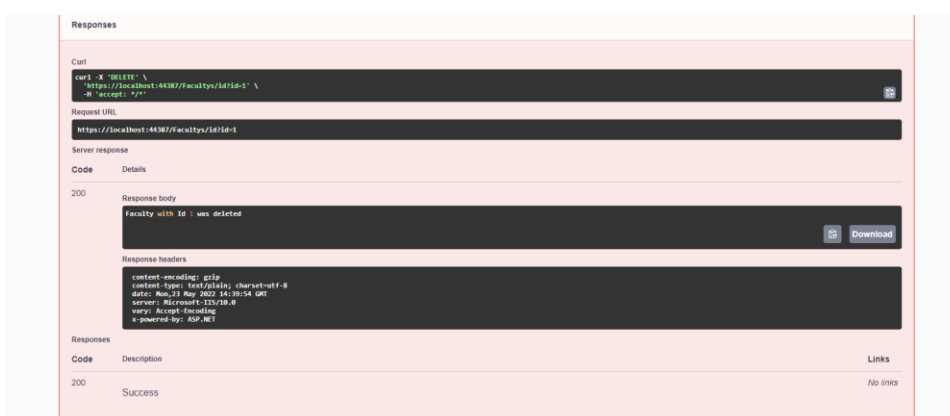 Responses
Curl
curl -X 'DELETE' \
'https://localhost:44387/Facultys/id?id=1' \
-H 'accept: */*'
Request URL
https://localhost:44387/Facultys/id?id=1
Server response
Code Details
200
Response body
Faculty with Id 1 was deleted
Download
Response headers
content-encoding: gzip
content-type: text/plain; charset=utf-8
date: Mon,23 May 2022 14:39:54 GMT
server: Microsoft-IIS/10.0
vary: Accept-Encoding
x-powered-by: ASP.NET
Responses
Code Description Links
200 No links
Success